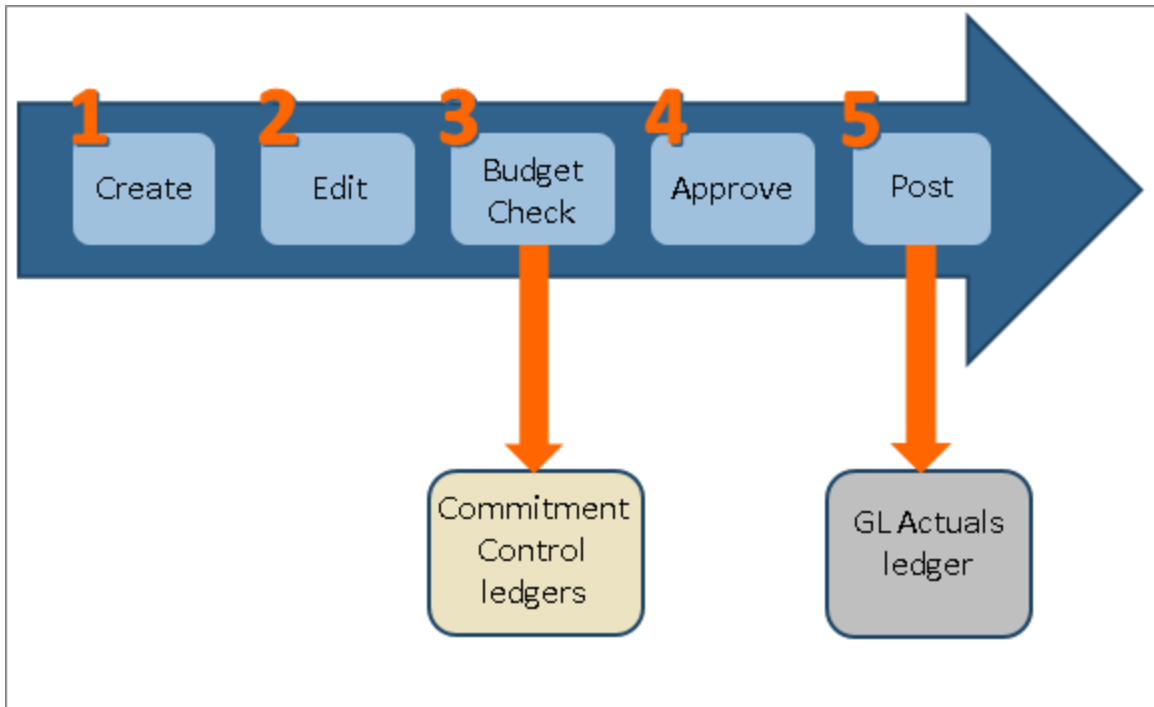 1
Create
2
Edit
3
Budget
Check
4
Approve
5
Post
Commitment
Control
ledgers
GL Actuals
ledger